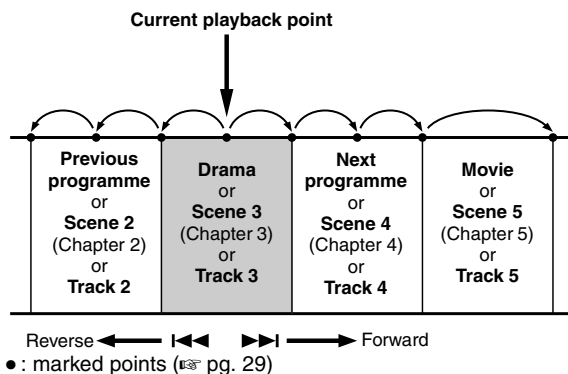 Current playback point
Previous
programme
or
Scene 2
(Chapter 2)
or
Track 2
Drama
or
Scene 3
(Chapter 3)
or
Track 3
Next
programme
or
Scene 4
(Chapter 4)
or
Track 4
Movie
or
Scene 5
(Chapter 5)
or
Track 5
Reverse Forward
● : marked points (☞ pg. 29)